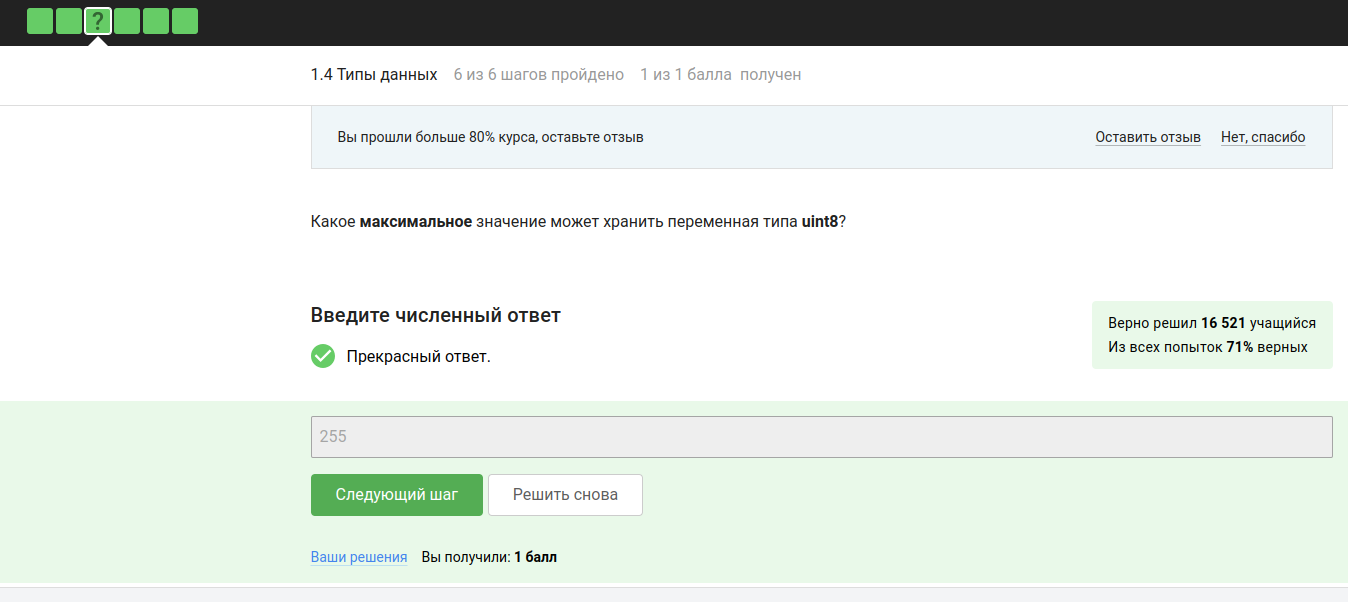 ?
1.4 Типы данных 6 из 6 шагов пройдено 1 из 1 балла получен
Вы прошли больше 80% курса, оставьте отзыв Оставить отзыв Нет, спасибо
Какое максимальное значение может хранить переменная типа uint8?
Введите численный ответ
Прекрасный ответ.
Верно решил 16 521 учащийся
Из всех попыток 71% верных
255
Следующий шаг Решить снова
Ваши решения Вы получили: 1 балл